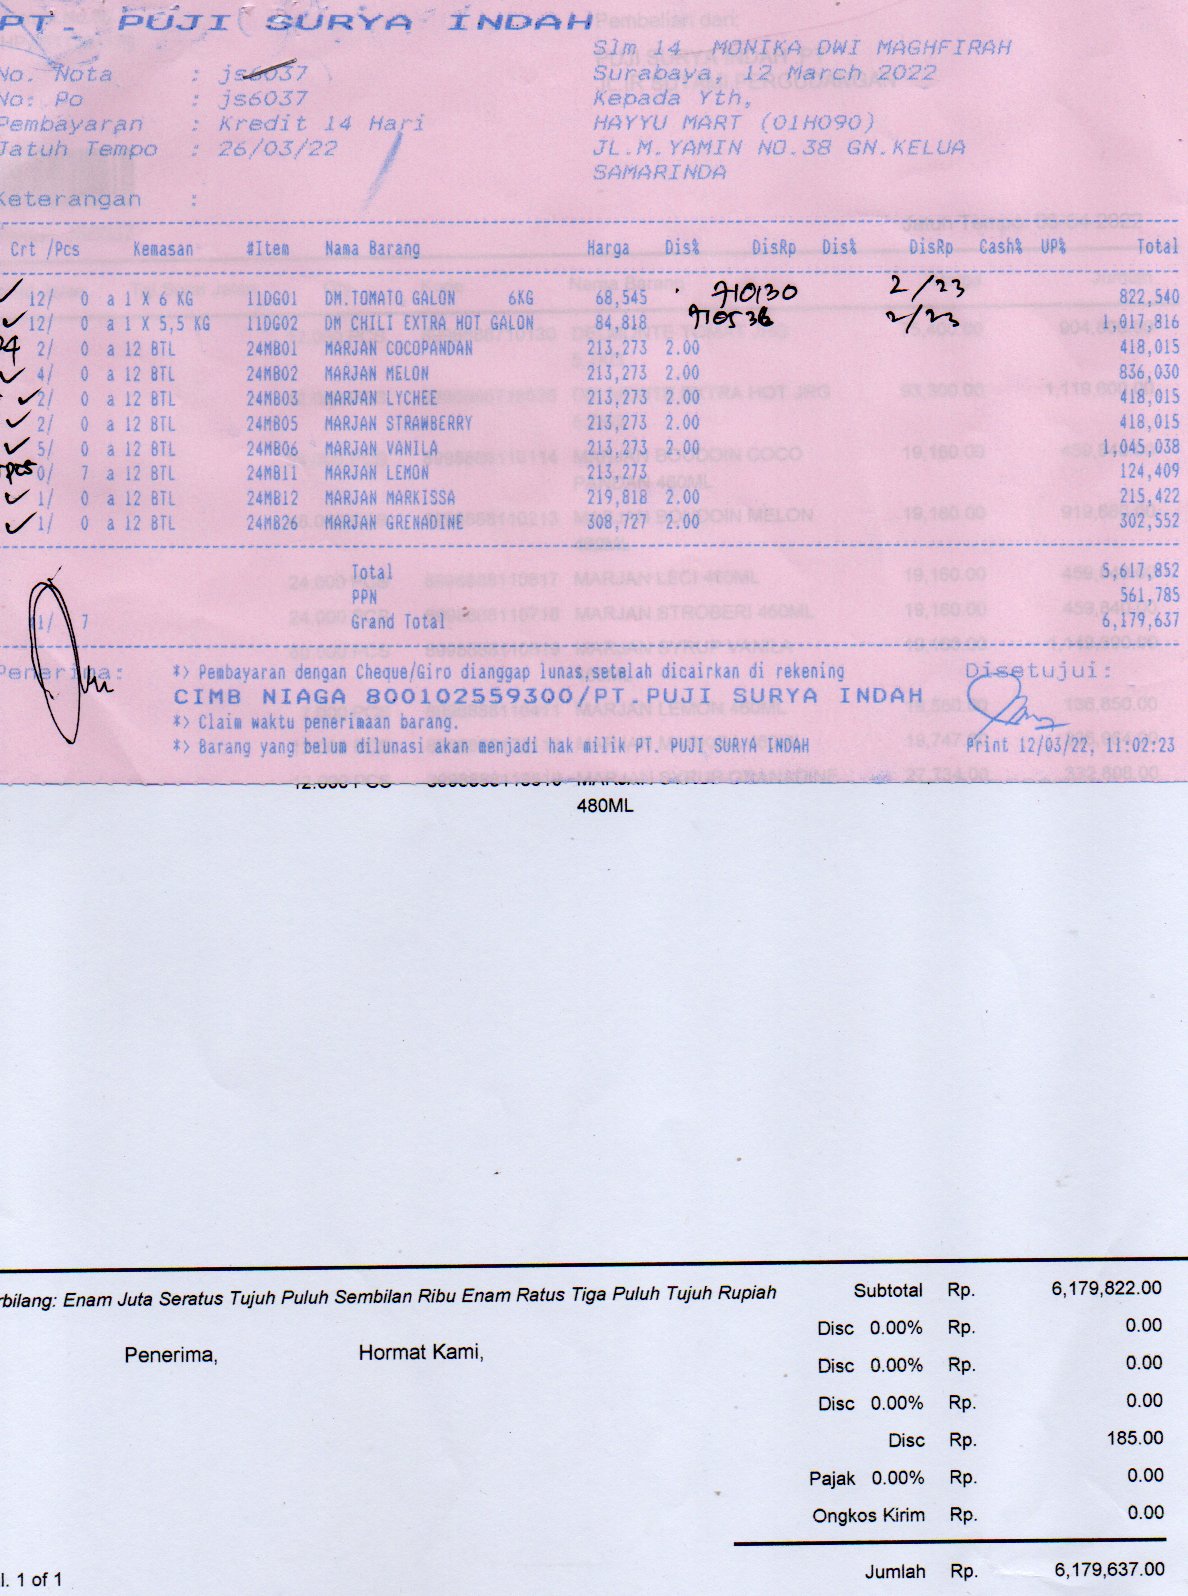 PT. PUJI SURYA INDAH
Slm 14 MONIKA DWI MAGHFIRAH
No. Nota : js6037
Surabaya, 12 March 2022
No: Po : js6037
Kepada Yth,
Pembayaran : Kredit 14 Hari
HAYYU MART (01H090)
Jatuh Tempo : 26/03/22
JL.M.YAMIN NO.38 GN.KELUA
SAMARINDA
Keterangan :
Crt /Pcs Kemasan #Item Nama Barang Harga Dis% DisRp Dis% DisRp Cash% UP% Total
12/ 0 a 1 X 6 KG 11DG01 DM.TOMATO GALON 6KG 68,545 710130 2/23 822,540
12/ 0 a 1 X 5,5 KG 11DG02 DM CHILI EXTRA HOT GALON 84,818 2/23 1,017,816
2/ 0 a 12 BTL 24MB01 MARJAN COCOPANDAN 213,273 2.00 418,015
4/ 0 a 12 BTL 24MB02 MARJAN MELON 213,273 2.00 836,030
2/ 0 a 12 BTL 24MB03 MARJAN LYCHEE 213,273 2.00 418,015
2/ 0 a 12 BTL 24MB05 MARJAN STRAWBERRY 213,273 2.00 418,015
5/ 0 a 12 BTL 24MB06 MARJAN VANILA 213,273 2.00 1,045,038
0/ 7 a 12 BTL 24MB11 MARJAN LEMON 213,273 124,409
1/ 0 a 12 BTL 24MB12 MARJAN MARKISSA 219,818 2.00 215,422
1/ 0 a 12 BTL 24MB26 MARJAN GRENADINE 308,727 2.00 302,552
Total 5,617,852
PPN 561,785
1/ 7 Grand Total 6,179,637
Penerima: *) Pembayaran dengan Cheque/Giro dianggap lunas,setelah dicairkan di rekening Disetujui:
CIMB NIAGA 800102559300/PT.PUJI SURYA INDAH
*) Claim waktu penerimaan barang.
*) Barang yang belum dilunasi akan menjadi hak milik PT. PUJI SURYA INDAH Print 12/03/22, 11:02:23
480ML
rbilang: Enam Juta Seratus Tujuh Puluh Sembilan Ribu Enam Ratus Tiga Puluh Tujuh Rupiah
Subtotal Rp. 6,179,822.00
Disc 0.00% Rp. 0.00
Penerima, Hormat Kami,
Disc 0.00% Rp. 0.00
Disc 0.00% Rp. 0.00
Disc Rp. 185.00
Pajak 0.00% Rp. 0.00
Ongkos Kirim Rp. 0.00
Jumlah Rp. 6,179,637.00
l. 1 of 1